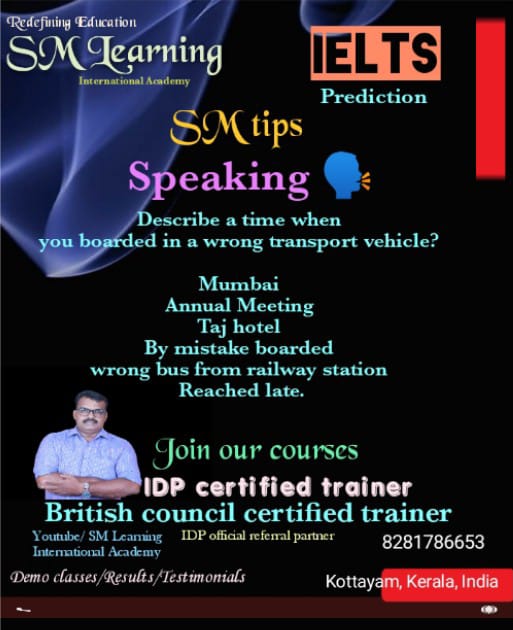 Redefining Education
SM Learning
International Academy
IELTS
Prediction
SM tips
Speaking
Describe a time when
you boarded in a wrong transport vehicle?
Mumbai
Annual Meeting
Taj hotel
By mistake boarded
wrong bus from railway station
Reached late.
Join our courses
IDP certified trainer
British council certified trainer
Youtube/ SM Learning
International Academy
IDP official referral partner
8281786653
Demo classes/Results/Testimonials
Kottayam, Kerala, India